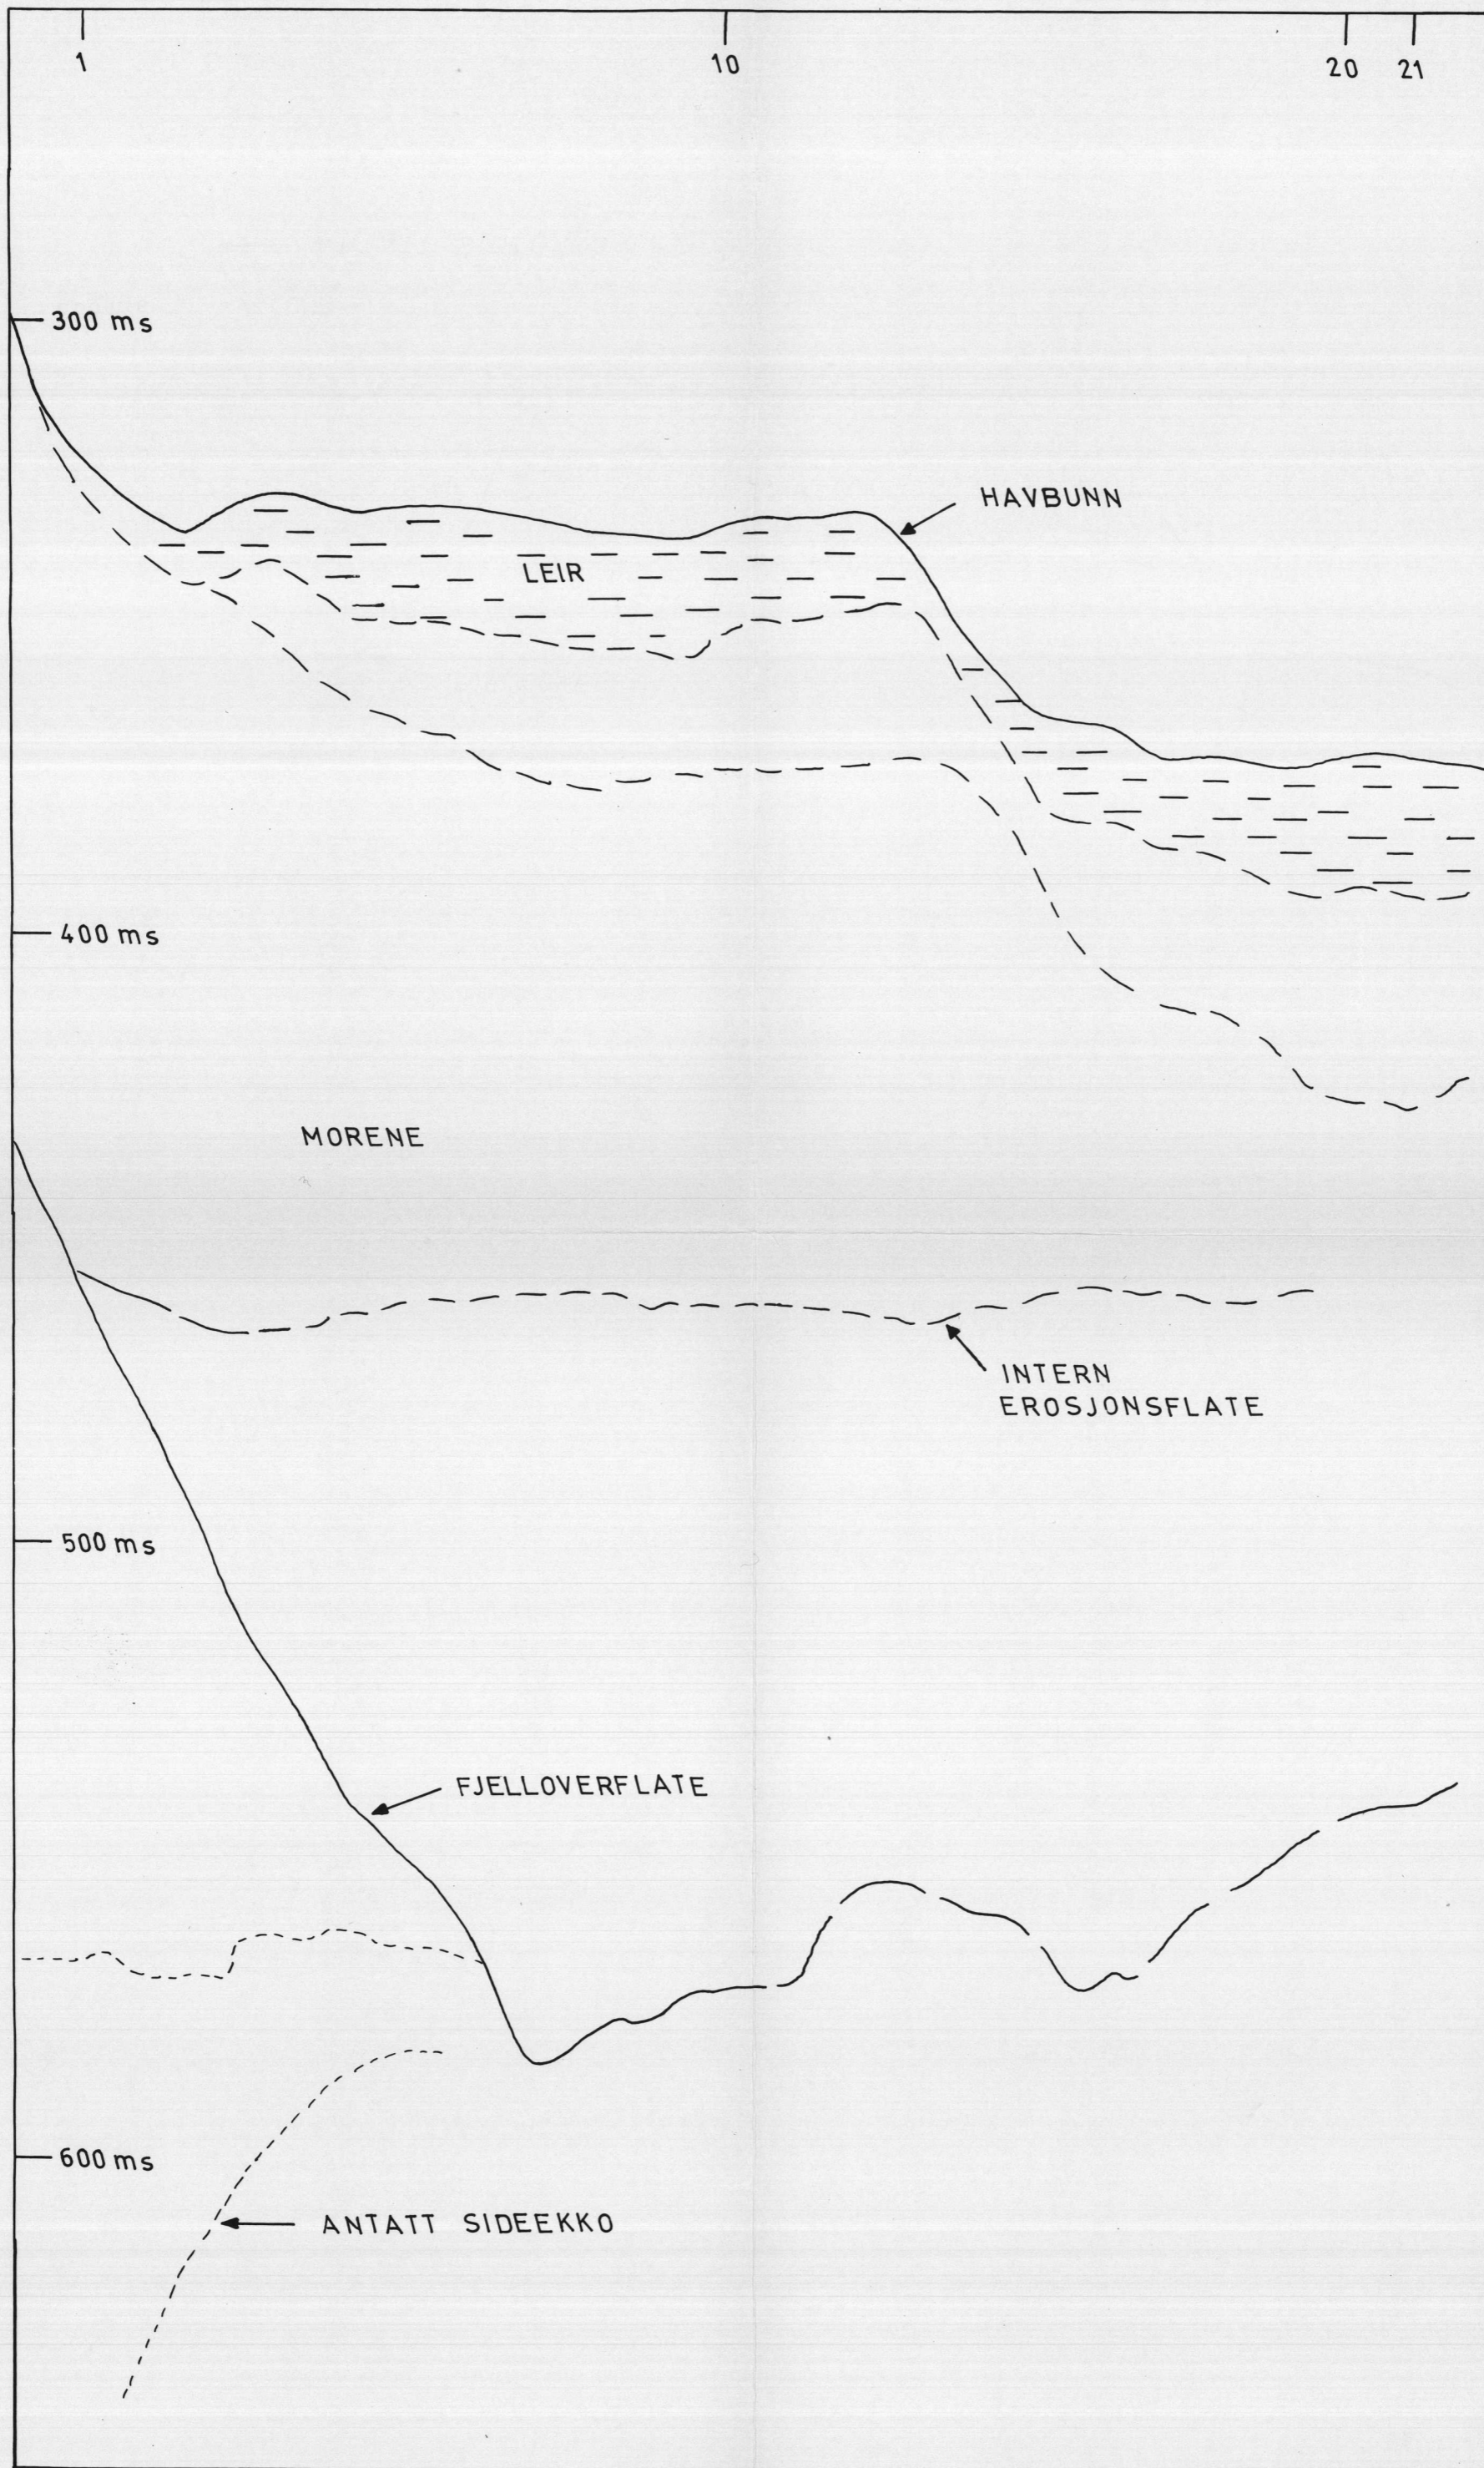 1
10
20
21
300 ms
HAVBUNN
LEIR
400 ms
MORENE
INTERN
EROSJONSFLATE
500 ms
FJELLOVERFLATE
600 ms
ANTATT SIDEEKKO